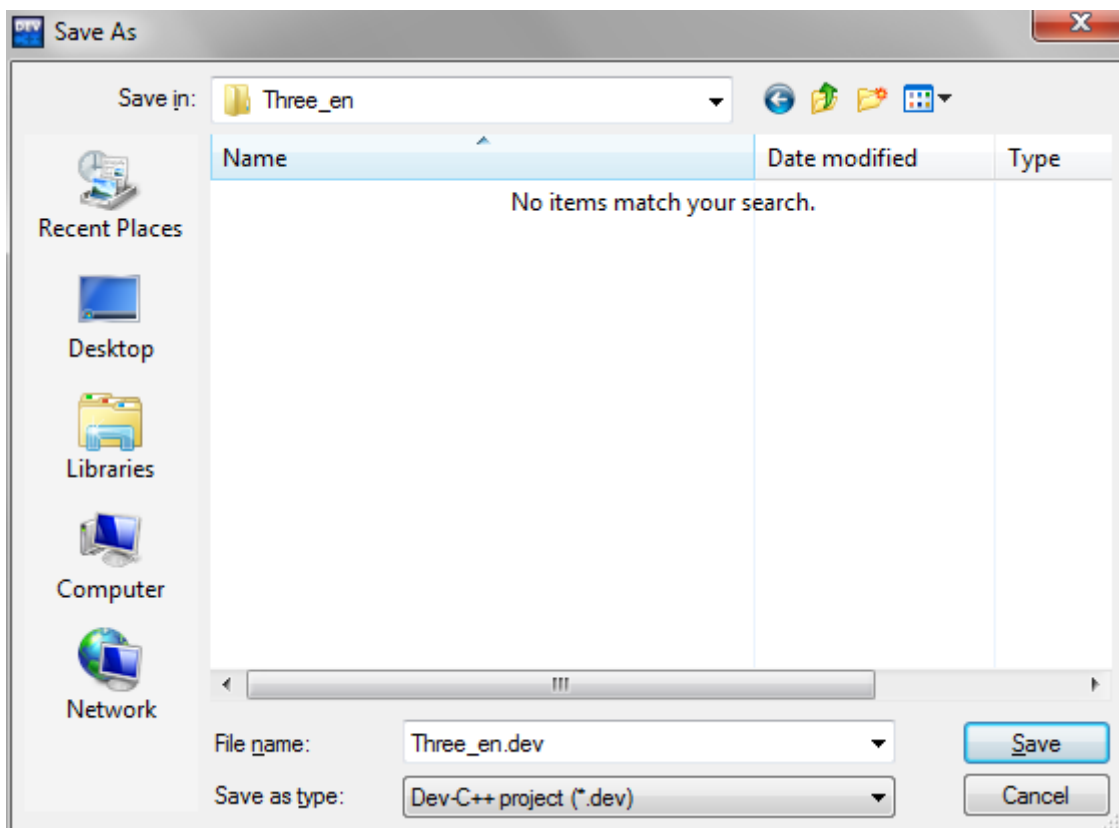 DEV
Save As
X
Save in:
Three_en
Name
Date modified
Type
No items match your search.
Recent Places
Desktop
Libraries
Computer
Network
File name:
Three_en.dev
Save
Save as type:
Dev-C++ project (*.dev)
Cancel